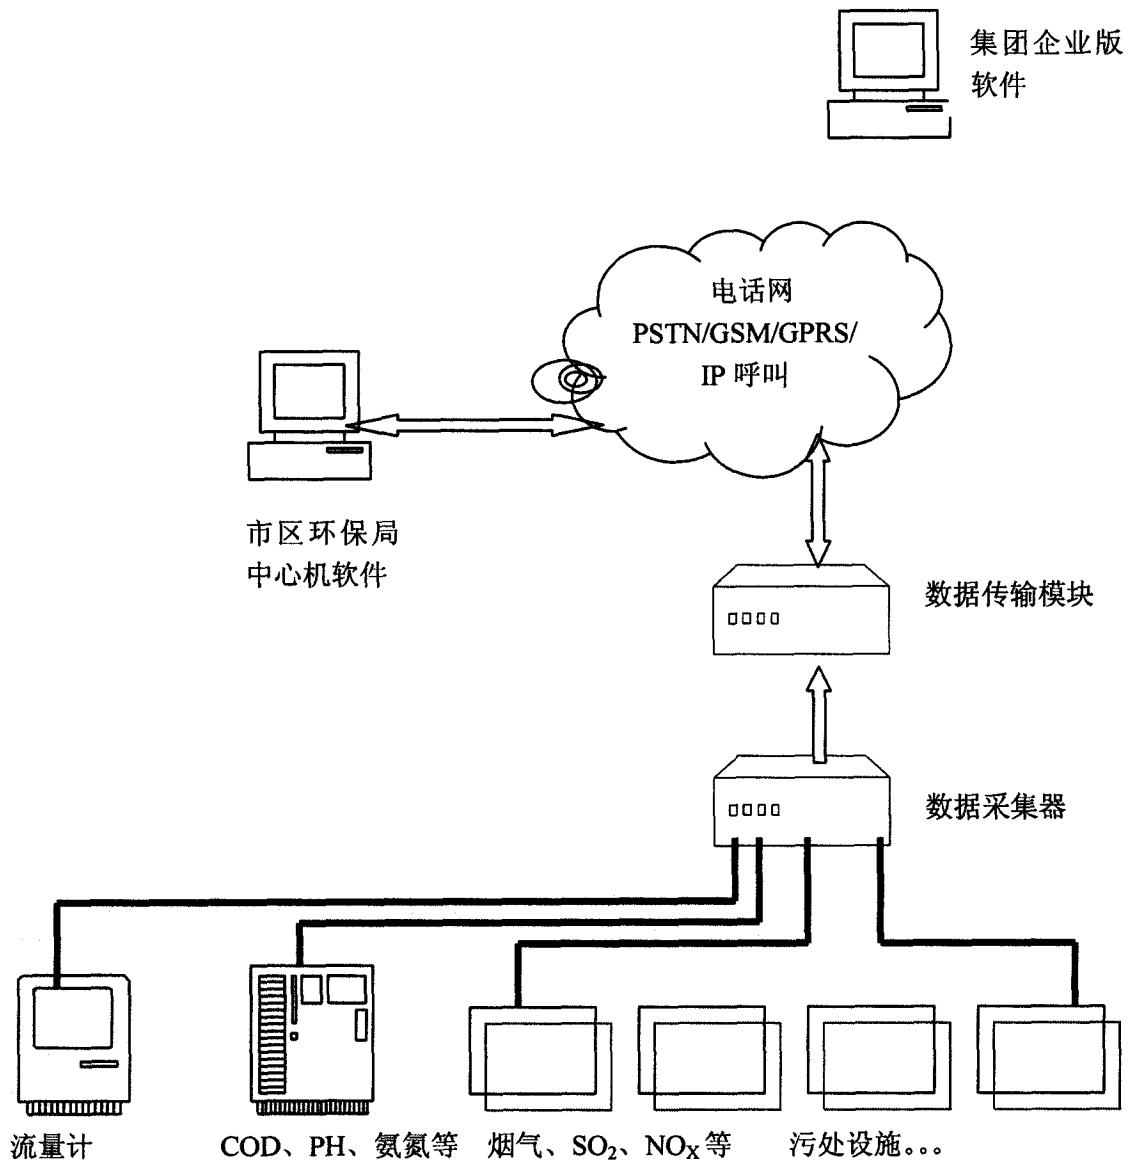 集团企业版
软件
电话网
PSTN/GSM/GPRS/
IP 呼叫
市区环保局
中心机软件
数据传输模块
数据采集器
流量计
COD、PH、氨氮等
烟气、SO₂、NOₓ等
污处设施。。。